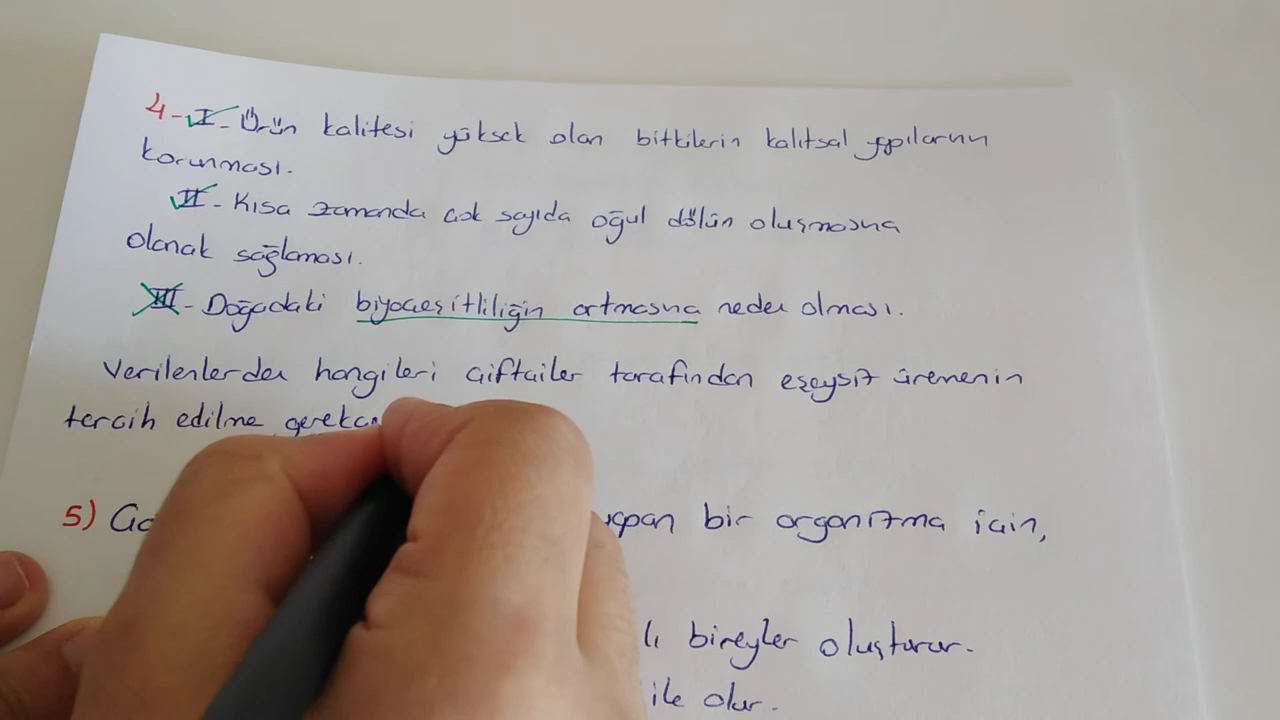 4- I- Ürün kalitesi yüksek olan bitkilerin kalıtsal yapılarının
korunması.
II- Kısa zamanda çok sayıda oğul dölün oluşmasına
olanak sağlaması.
III- Doğadaki biyoçeşitliliğin artmasına neden olması.
Verilenlerden hangileri çiftçiler tarafından eşeysiz üremenin
tercih edilme
5) bir organizma için,
bireyler oluşturur.
ile olur.